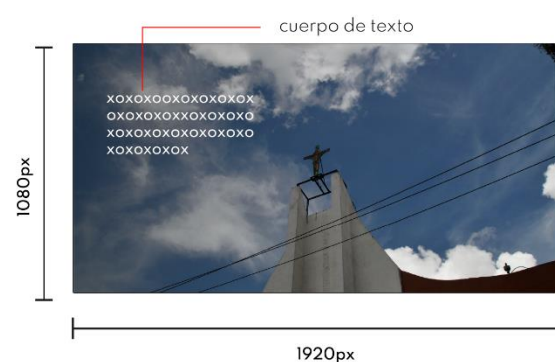 cuerpo de texto
xoxoxooxoxoxoxox
oxoxoxoxxoxoxoxo
xoxoxoxoxoxoxoxo
xoxoxoxox
1080px
1920px